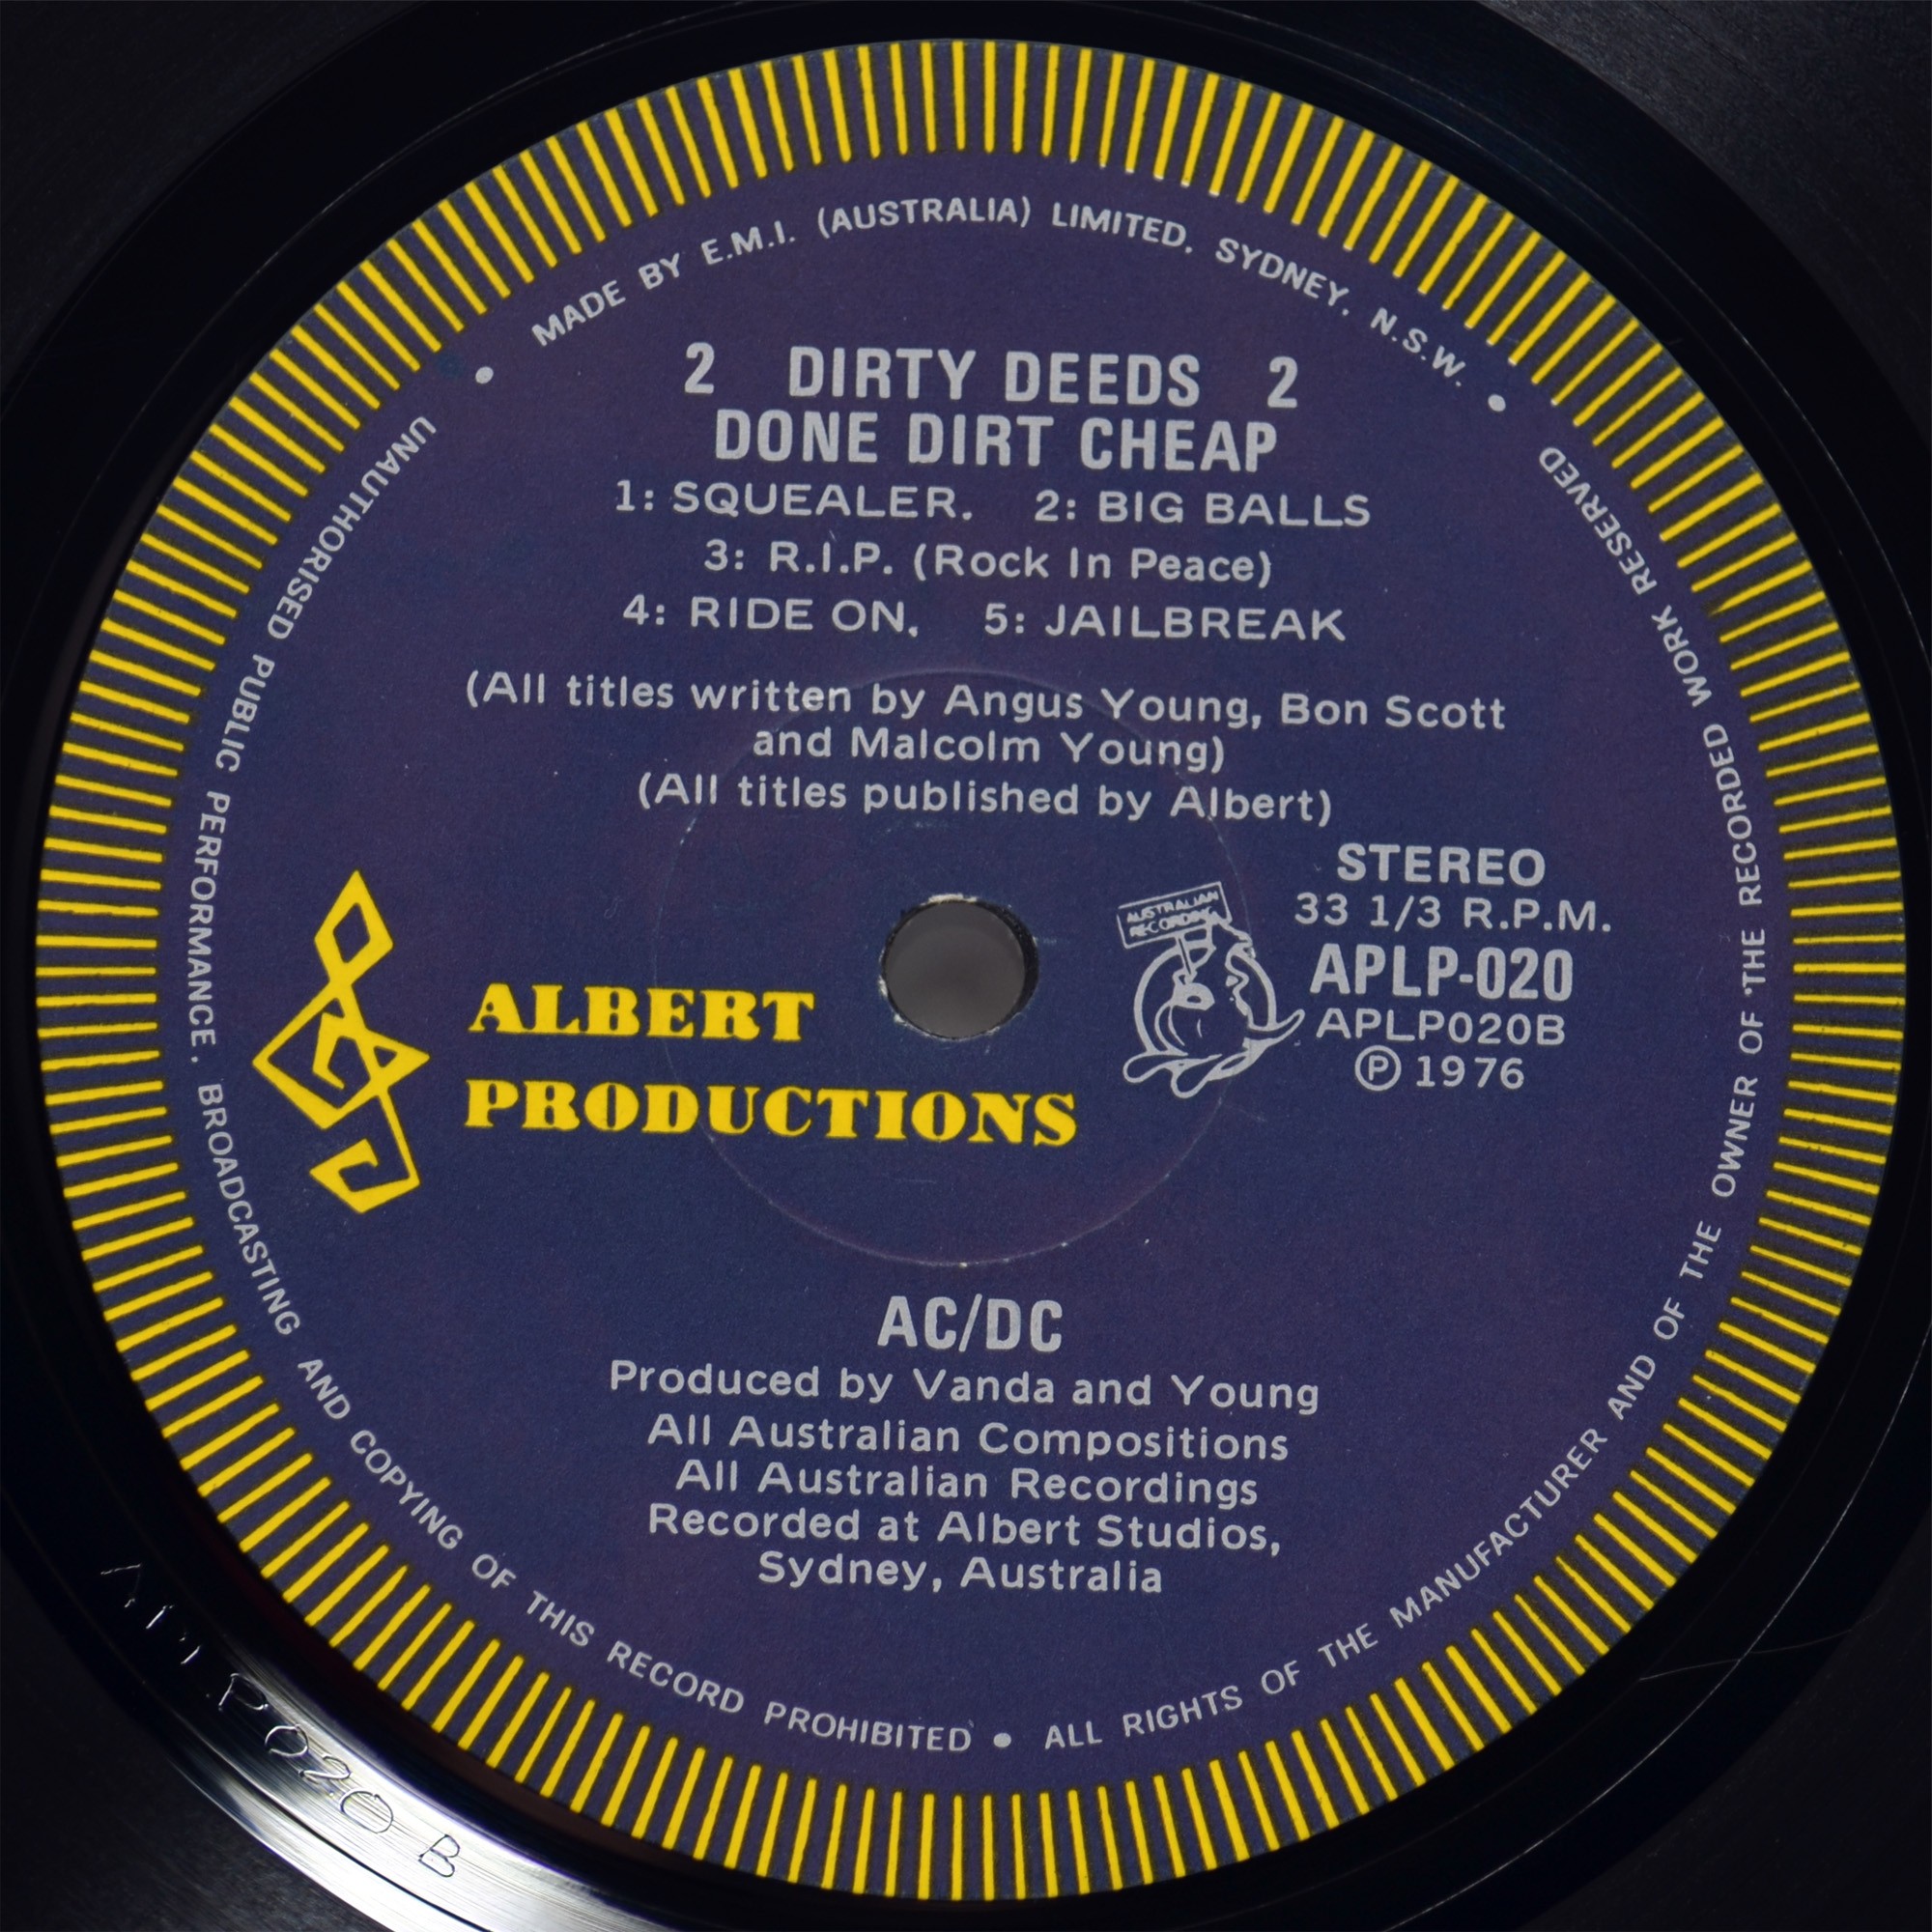 MADE BY E.M.I. (AUSTRALIA) LIMITED, SYDNEY, N.S.W. •
2 DIRTY DEEDS 2
DONE DIRT CHEAP
1: SQUEALER. 2: BIG BALLS
3: R.I.P. (Rock In Peace)
4: RIDE ON, 5: JAILBREAK
(All titles written by Angus Young, Bon Scott
and Malcolm Young)
(All titles published by Albert)
STEREO
33 1/3 R.P.M.
APLP-020
APLP020B
Ⓟ 1976
AUSTRALIAN
RECORDING
ALBERT
PRODUCTIONS
AC/DC
Produced by Vanda and Young
All Australian Compositions
All Australian Recordings
Recorded at Albert Studios,
Sydney, Australia
UNAUTHORISED PUBLIC PERFORMANCE, BROADCASTING AND COPYING OF THIS RECORD PROHIBITED • ALL RIGHTS OF THE MANUFACTURER AND OF THE OWNER OF THE RECORDED WORK RESERVED •
P020 B